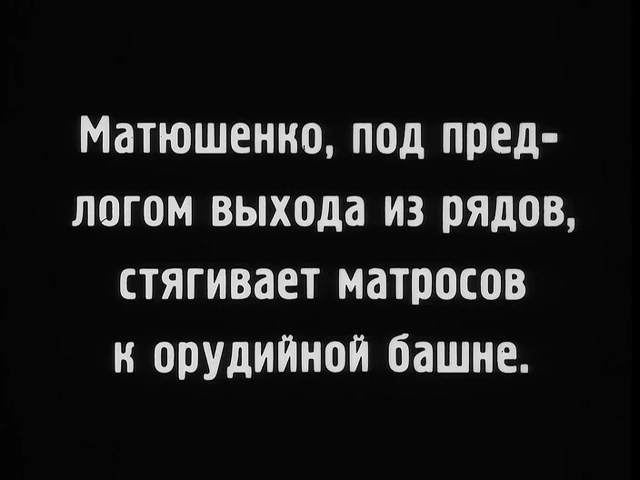 Матюшенко, под пред-
логом выхода из рядов,
стягивает матросов
к орудийной башне.